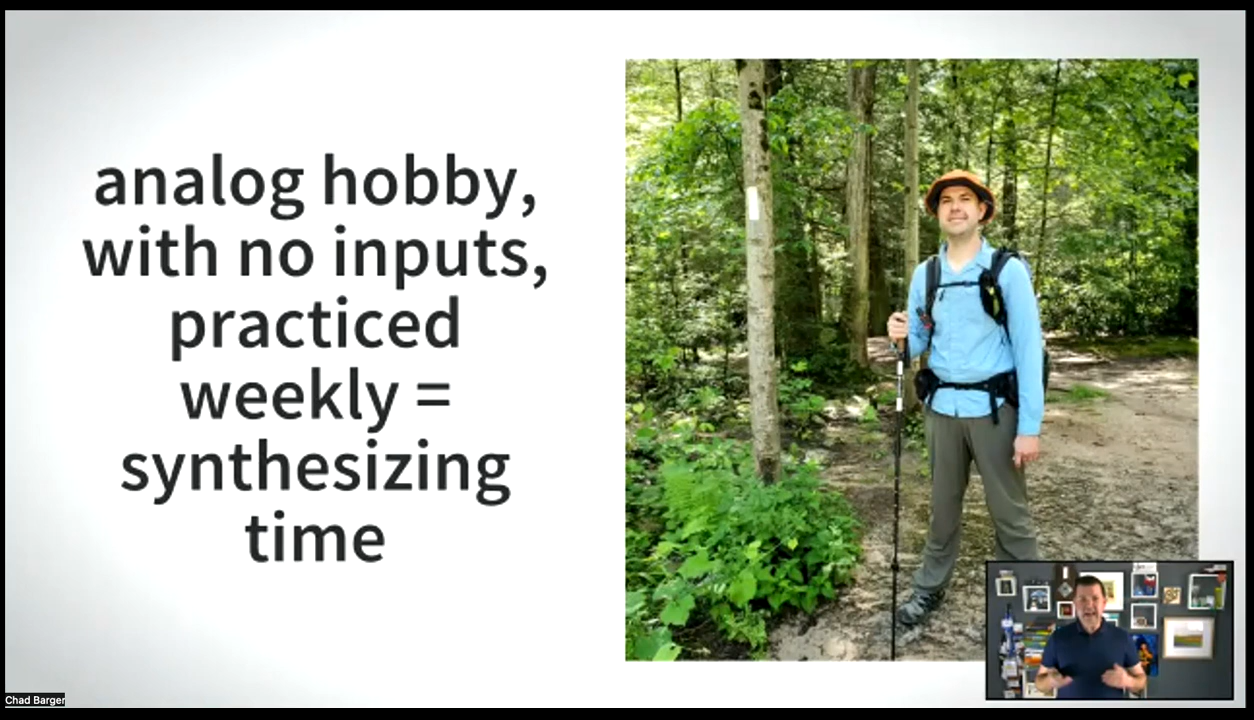 analog hobby,
with no inputs,
practiced
weekly =
synthesizing
time
Chad Barger